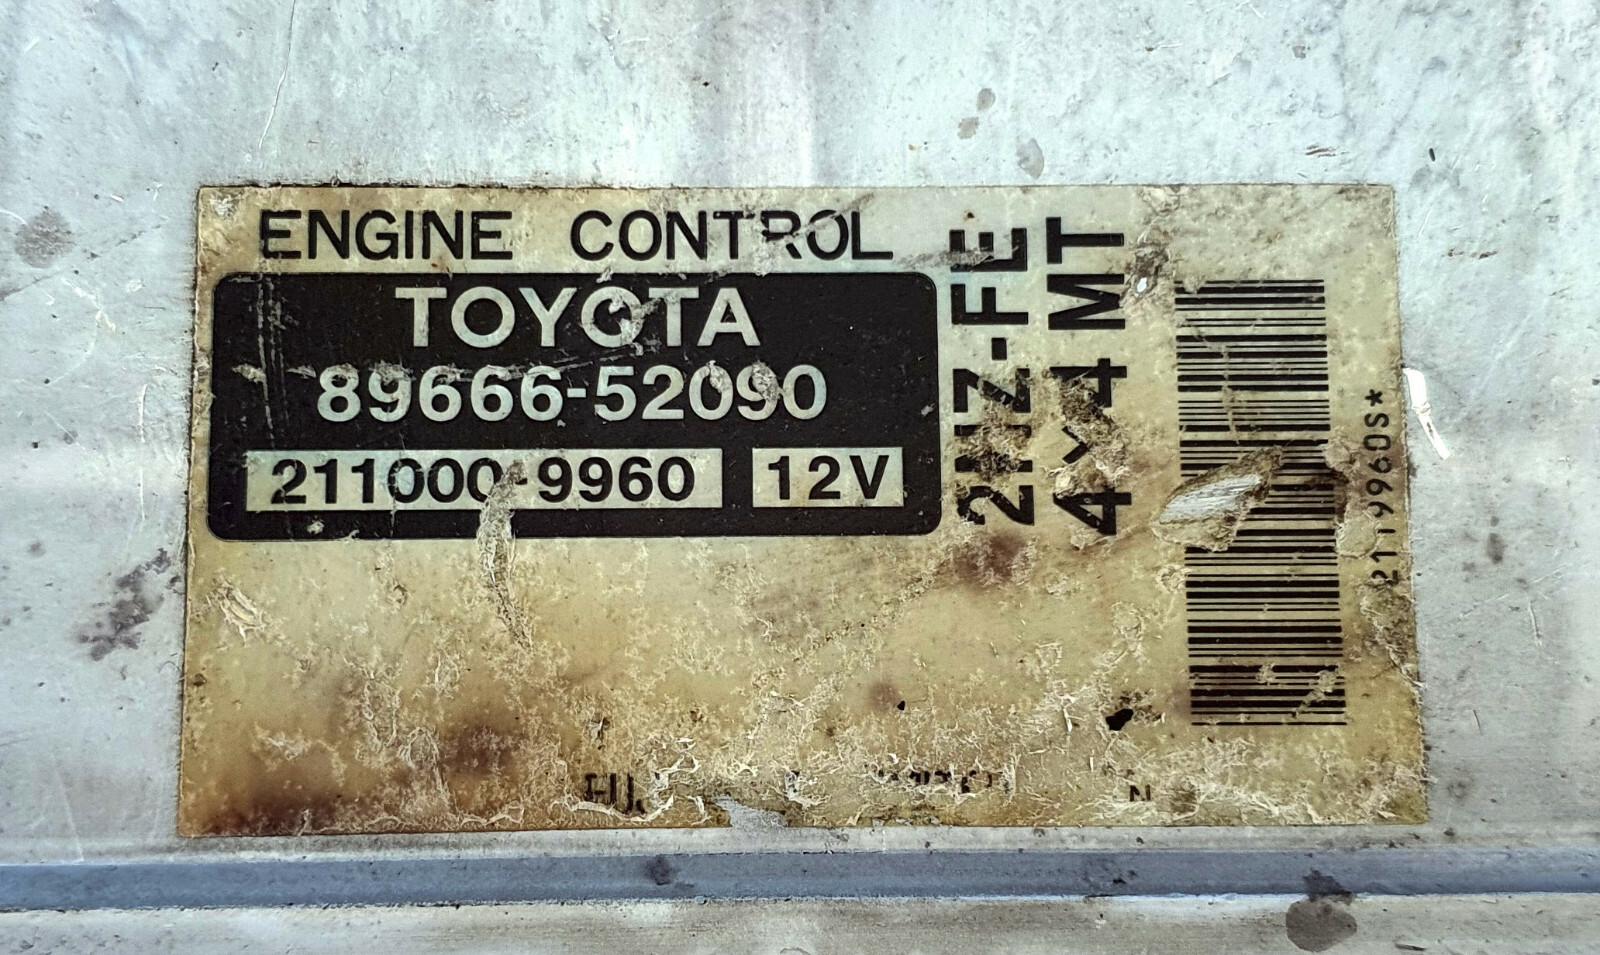 ENGINE CONTROL
TOYOTA
89666-52090
211000-9960 12V
2NZ-FE
4x4 MT
2119960S*